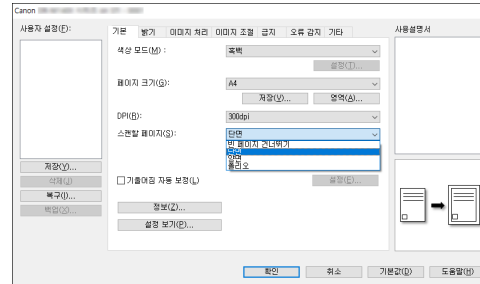 Canon
사용자 설정(F):
저장(V)...
삭제(J)
복구(I)...
백업(X)...
기본 밝기 이미지 처리 이미지 조절 급지 오류 감지 기타
색상 모드(M) : 흑백
설정(T)...
페이지 크기(G): A4
저장(V)... 영역(A)...
DPI(R): 300dpi
스캔할 페이지(S): 단면
빈 페이지 건너뛰기
단면
양면
폴리오
기울어짐 자동 보정(L) 설정(E)...
정보(Z)...
설정 보기(P)...
사용설명서
확인 취소 기본값(D) 도움말(H)